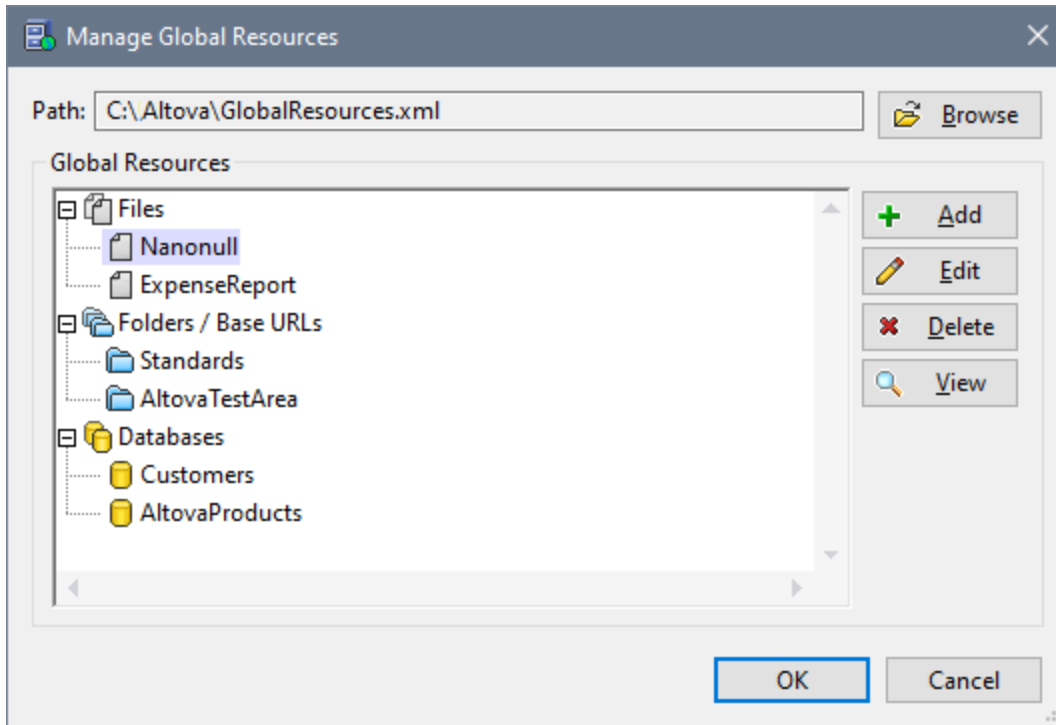 Manage Global Resources
Path: C:\Altova\GlobalResources.xml
Browse
Global Resources
Files
Nanonull
ExpenseReport
Folders / Base URLs
Standards
AltovaTestArea
Databases
Customers
AltovaProducts
Add
Edit
Delete
View
OK
Cancel